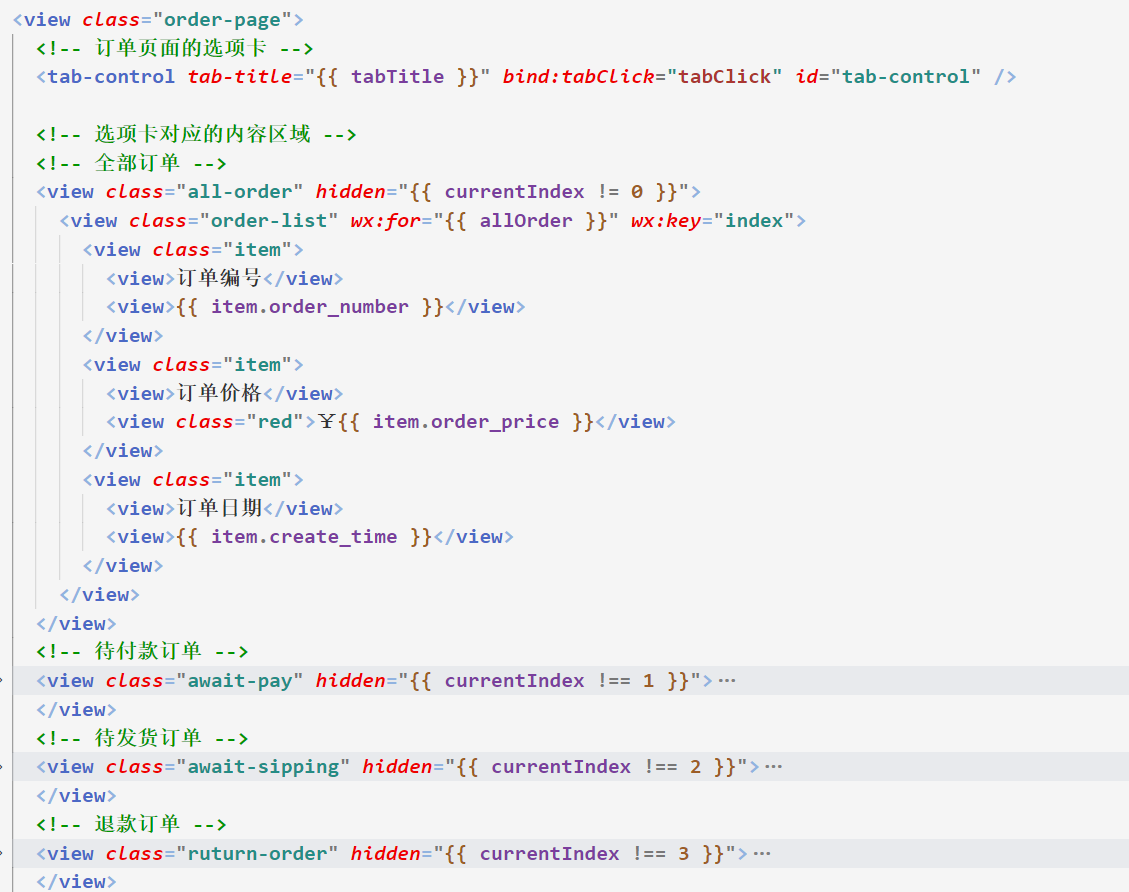 <view class="order-page">
<!-- 订单页面的选项卡 -->
<tab-control tab-title="{{ tabTitle }}" bind:tabClick="tabClick" id="tab-control" />
<!-- 选项卡对应的内容区域 -->
<!-- 全部订单 -->
<view class="all-order" hidden="{{ currentIndex != 0 }}">
<view class="order-list" wx:for="{{ allOrder }}" wx:key="index">
<view class="item">
<view>订单编号</view>
<view>{{ item.order_number }}</view>
</view>
<view class="item">
<view>订单价格</view>
<view class="red">¥{{ item.order_price }}</view>
</view>
<view class="item">
<view>订单日期</view>
<view>{{ item.create_time }}</view>
</view>
</view>
</view>
<!-- 待付款订单 -->
<view class="await-pay" hidden="{{ currentIndex !== 1 }}">···
</view>
<!-- 待发货订单 -->
<view class="await-sipping" hidden="{{ currentIndex !== 2 }}">···
</view>
<!-- 退款订单 -->
<view class="ruturn-order" hidden="{{ currentIndex !== 3 }}">···
</view>